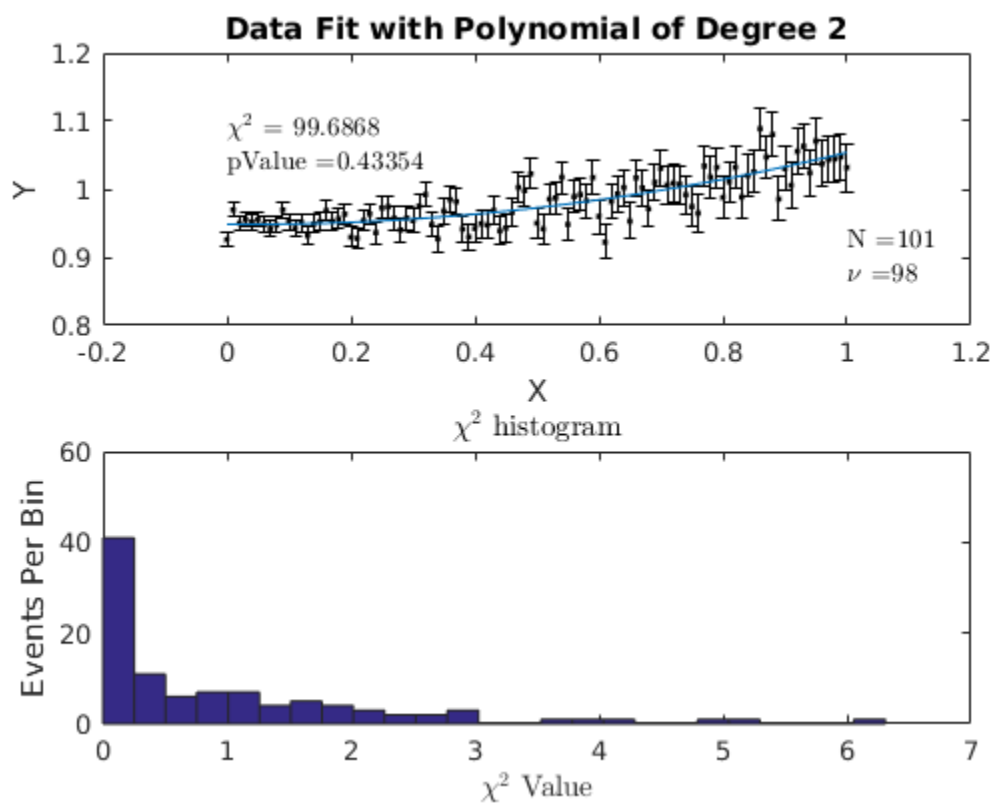 Data Fit with Polynomial of Degree 2
1.2
1.1
1
0.9
0.8
Y
χ² = 99.6868
pValue =0.43354
N =101
ν =98
-0.2 0 0.2 0.4 0.6 0.8 1 1.2
X
χ² histogram
60
40
20
0
Events Per Bin
0 1 2 3 4 5 6 7
χ² Value